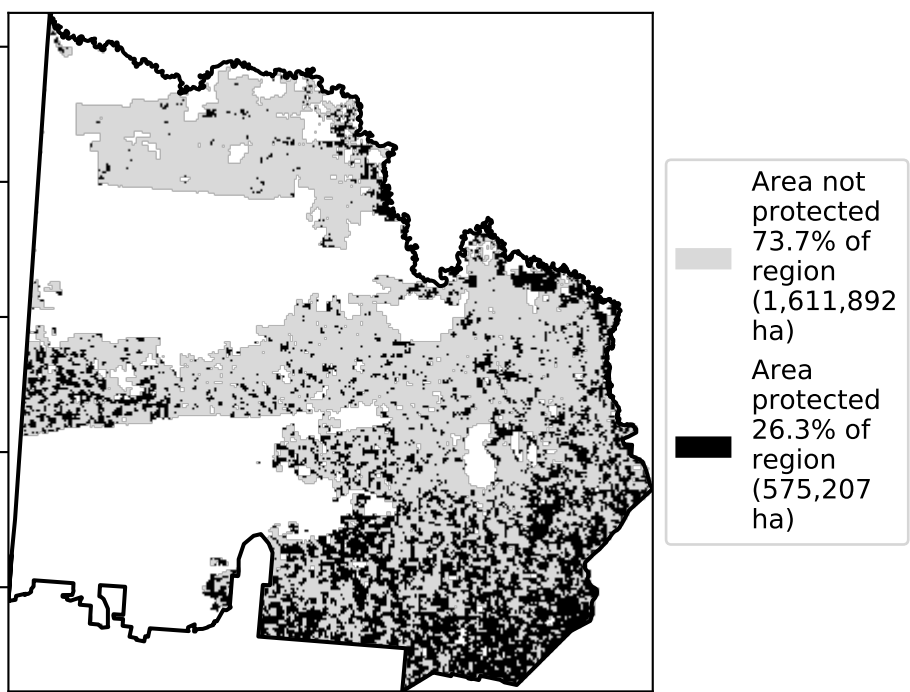 Area not
protected
73.7% of
region
(1,611,892
ha)
Area
protected
26.3% of
region
(575,207
ha)